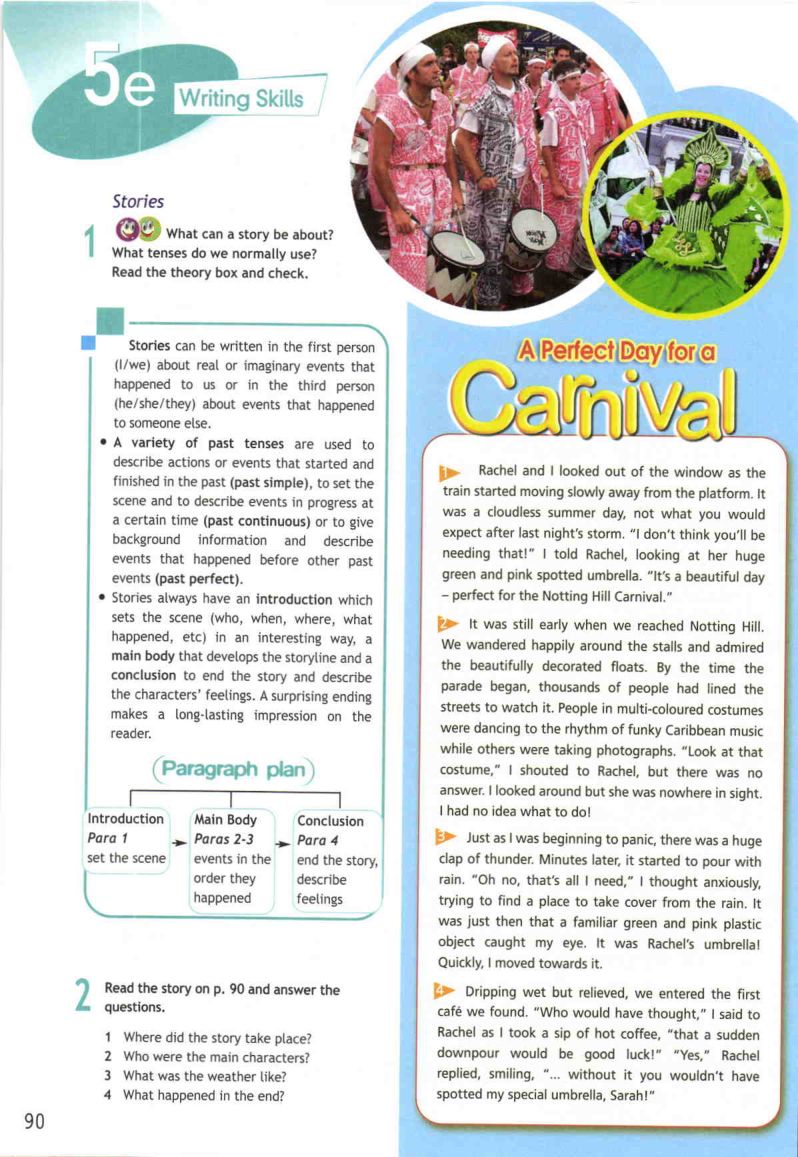 5e
Writing Skills
Stories
1
What can a story be about?
What tenses do we normally use?
Read the theory box and check.
Stories can be written in the first person
(I/we) about real or imaginary events that
happened to us or in the third person
(he/she/they) about events that happened
to someone else.
• A variety of past tenses are used to
describe actions or events that started and
finished in the past (past simple), to set the
scene and to describe events in progress at
a certain time (past continuous) or to give
background information and describe
events that happened before other past
events (past perfect).
• Stories always have an introduction which
sets the scene (who, when, where, what
happened, etc) in an interesting way, a
main body that develops the storyline and a
conclusion to end the story and describe
the characters' feelings. A surprising ending
makes a long-lasting impression on the
reader.
Paragraph plan
Introduction
Para 1
set the scene
Main Body
Paras 2-3
events in the
order they
happened
Conclusion
Para 4
end the story,
describe
feelings
2
Read the story on p. 90 and answer the
questions.
1 Where did the story take place?
2 Who were the main characters?
3 What was the weather like?
4 What happened in the end?
90
A Perfect Day for a
Carnival
1 Rachel and I looked out of the window as the
train started moving slowly away from the platform. It
was a cloudless summer day, not what you would
expect after last night's storm. "I don't think you'll be
needing that!" I told Rachel, looking at her huge
green and pink spotted umbrella. "It's a beautiful day
– perfect for the Notting Hill Carnival."
2 It was still early when we reached Notting Hill.
We wandered happily around the stalls and admired
the beautifully decorated floats. By the time the
parade began, thousands of people had lined the
streets to watch it. People in multi-coloured costumes
were dancing to the rhythm of funky Caribbean music
while others were taking photographs. "Look at that
costume," I shouted to Rachel, but there was no
answer. I looked around but she was nowhere in sight.
I had no idea what to do!
3 Just as I was beginning to panic, there was a huge
clap of thunder. Minutes later, it started to pour with
rain. "Oh no, that's all I need," I thought anxiously,
trying to find a place to take cover from the rain. It
was just then that a familiar green and pink plastic
object caught my eye. It was Rachel's umbrella!
Quickly, I moved towards it.
4 Dripping wet but relieved, we entered the first
café we found. "Who would have thought," I said to
Rachel as I took a sip of hot coffee, "that a sudden
downpour would be good luck!" "Yes," Rachel
replied, smiling, "... without it you wouldn't have
spotted my special umbrella, Sarah!"